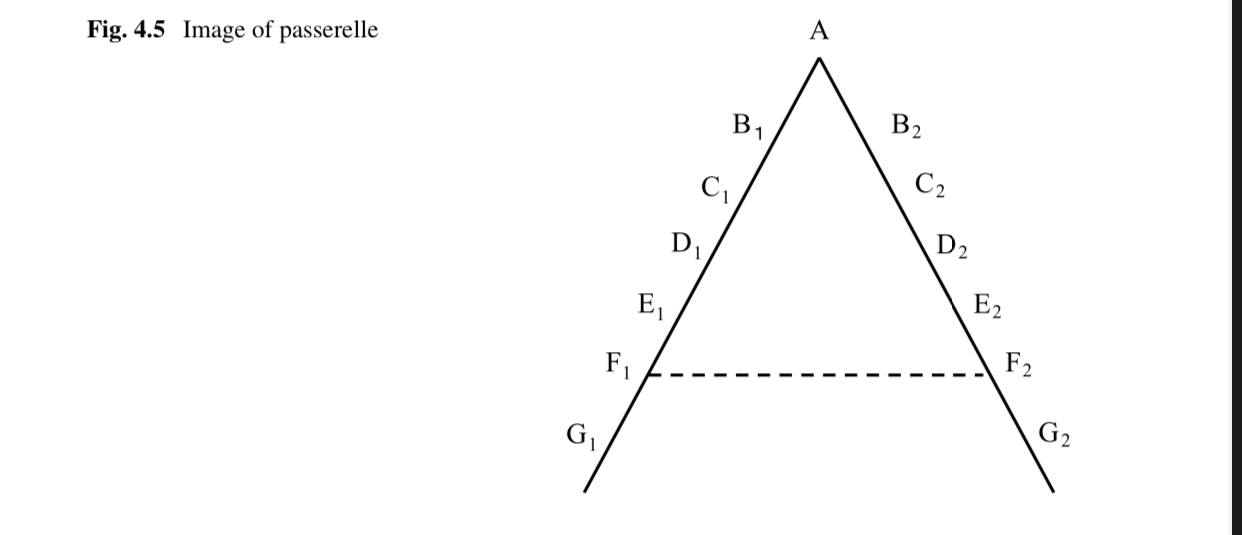 Fig. 4.5 Image of passerelle
A
B₁ B₂
C₁ C₂
D₁ D₂
E₁ E₂
F₁ F₂
G₁ G₂